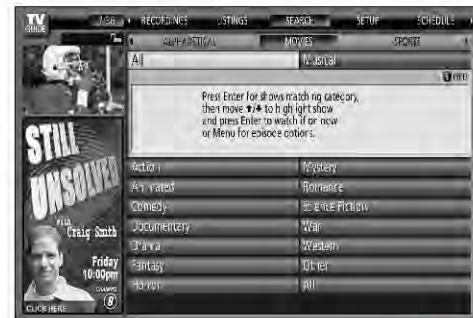 TV GUIDE
RECORDINGS LISTINGS SEARCH SETUP SCHEDULE
ALPHABETICAL MOVIES SPORTS
All Musical
Press Enter for shows matching category,
then move ↑/↓ to highlight show
and press Enter to watch if on now
or Menu for episode options.
Action Mystery
Animated Romance
Comedy Science Fiction
Documentary War
Drama Western
Fantasy Other
Horror All
STILL
UNSOLVED
with
Craig Smith
Friday
10:00pm
CHANNEL
8
CLICK HERE